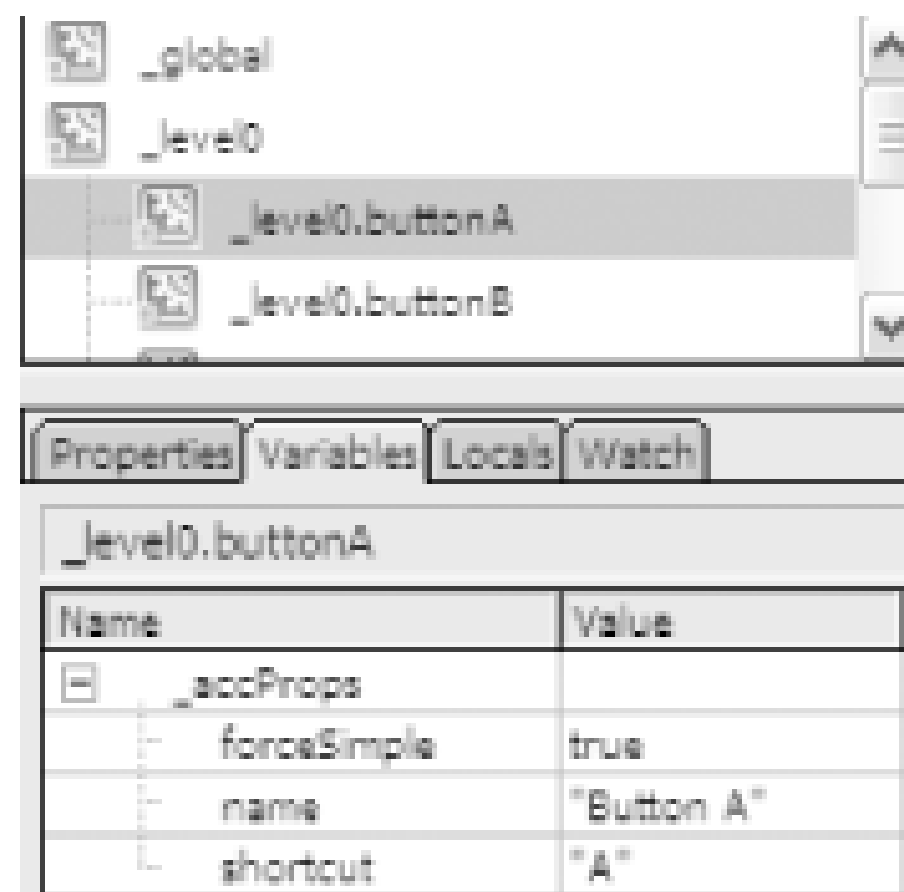 _global
_level0
_level0.buttonA
_level0.buttonB
Properties Variables Locals Watch
_level0.buttonA
Name Value
_accProps
forceSimple true
name "Button A"
shortcut "A"